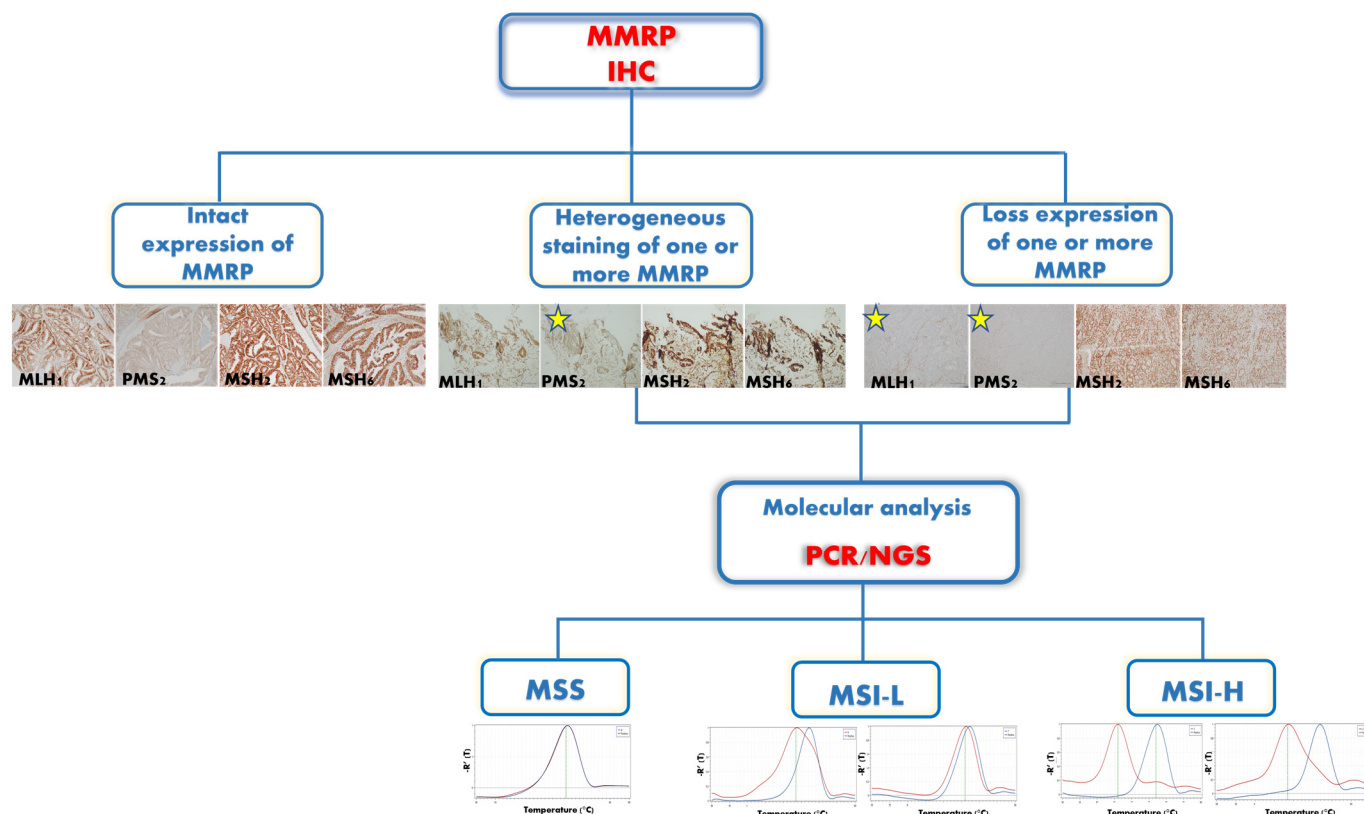 MMRP
IHC
Intact
expression of
MMRP
Heterogeneous
staining of one or
more MMRP
Loss expression
of one or more
MMRP
MLH1
PMS2
MSH2
MSH6
MLH1
PMS2
MSH2
MSH6
MLH1
PMS2
MSH2
MSH6
Molecular analysis
PCR/NGS
MSS
MSI-L
MSI-H
-R' (T)
-R' (T)
-R' (T)
-R' (T)
-R' (T)
Temperature (°C)
Temperature (°C)
Temperature (°C)
Temperature (°C)
Temperature (°C)